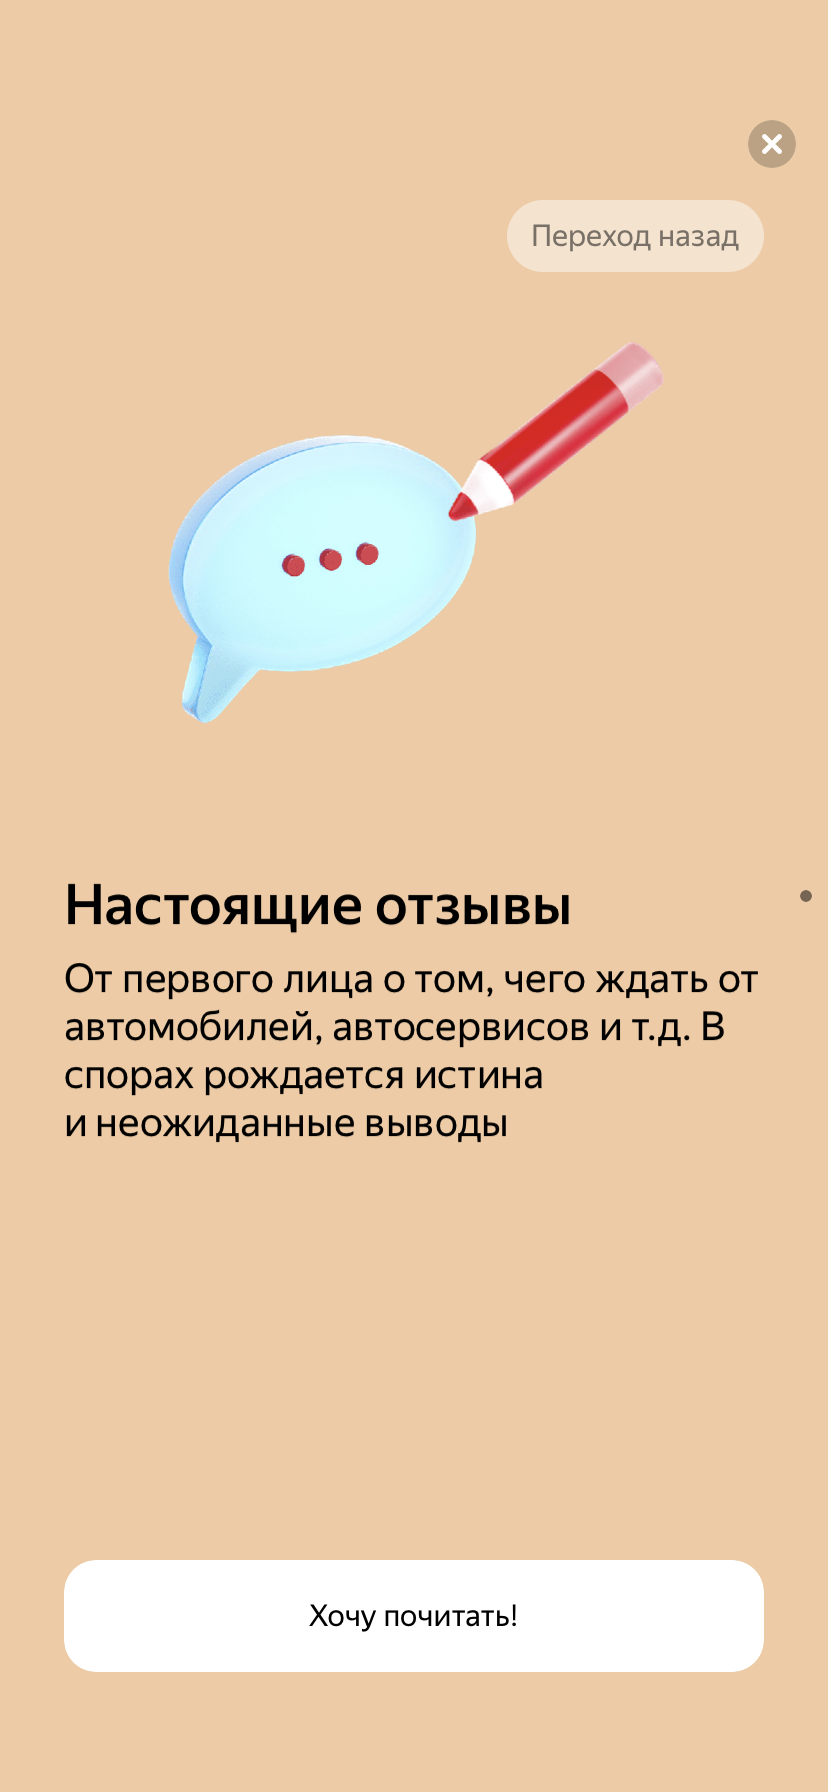 Переход назад
Настоящие отзывы
От первого лица о том, чего ждать от
автомобилей, автосервисов и т.д. В
спорах рождается истина
и неожиданные выводы
Хочу почитать!